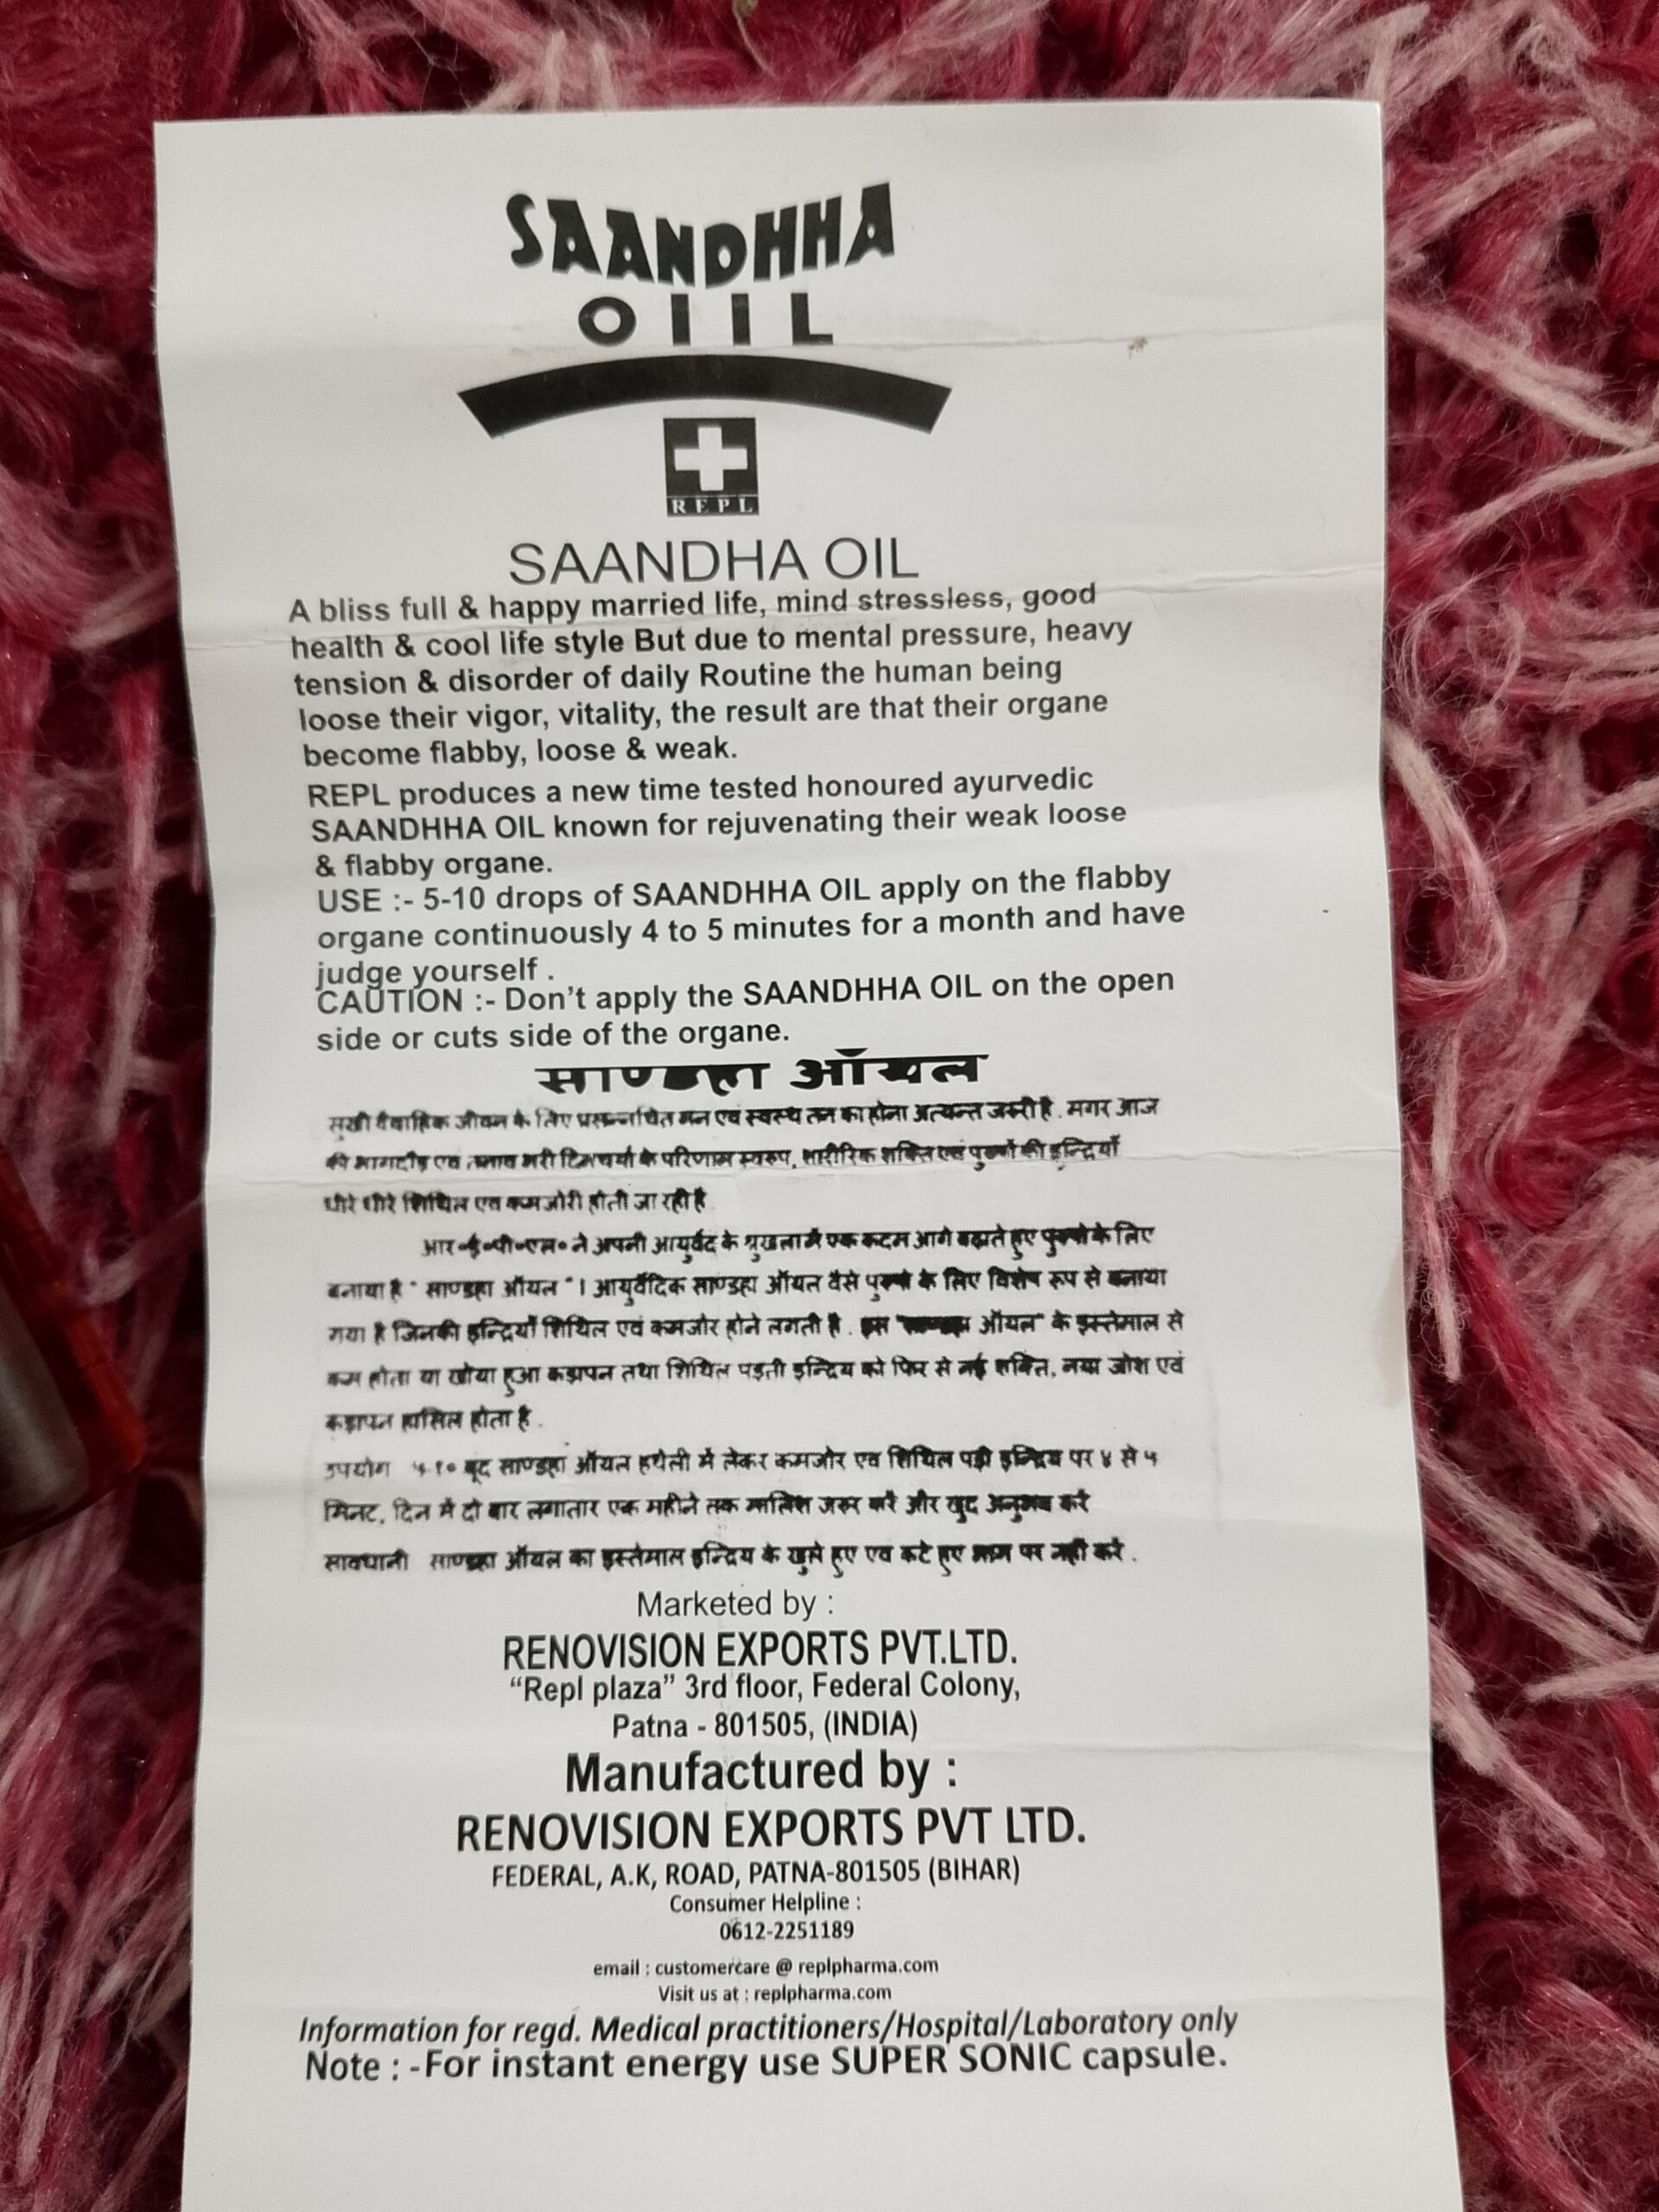 SAANDHHA
OIIL
REPL
SAANDHA OIL
A bliss full & happy married life, mind stressless, good
health & cool life style But due to mental pressure, heavy
tension & disorder of daily Routine the human being
loose their vigor, vitality, the result are that their organe
become flabby, loose & weak.
REPL produces a new time tested honoured ayurvedic
SAANDHHA OIL known for rejuvenating their weak loose
& flabby organe.
USE :- 5-10 drops of SAANDHHA OIL apply on the flabby
organe continuously 4 to 5 minutes for a month and have
judge yourself .
CAUTION :- Don't apply the SAANDHHA OIL on the open
side or cuts side of the organe.
साण्डहा ऑयल
सुखी वैवाहिक जीवन के लिए प्रसन्नचित मन एवं स्वस्थ तन का होना अत्यन्त जरूरी है . मगर आज
की भागदौड़ एवं तनाव भरी दिनचर्या के परिणाम स्वरूप, शारीरिक शक्ति एवं पुरूषों की इन्द्रियाँ
धीरे धीरे शिथिल एवं कमजोरी होती जा रही है
आर॰ई॰पी॰एल॰ ने अपनी आयुर्वेद के श्रृखला में एक कदम आगे बढ़ाते हुए पुरूषो के लिए
बनाया है " साण्डहा ऑयल " । आयुर्वेदिक साण्डहा ऑयल वैसे पुरूषो के लिए विशेष रूप से बनाया
गया है जिनकी इन्द्रियाँ शिथिल एवं कमजोर होने लगती है . इस "साण्डहा ऑयल" के इस्तेमाल से
कम होता या खोया हुआ कड़ापन तथा शिथिल पड़ती इन्द्रिय को फिर से नई शक्ति, नया जोश एवं
कड़ापन हासिल होता है .
उपयोग ५-१० बूंद साण्डहा ऑयल हथेली में लेकर कमजोर एवं शिथिल पड़ी इन्द्रिय पर ४ से ५
मिनट, दिन में दो बार लगातार एक महीने तक मालिश जरूर करें और खुद अनुभव करें
सावधानी साण्डहा ऑयल का इस्तेमाल इन्द्रिय के खुले हुए एवं कटे हुए भाग पर नहीं करें .
Marketed by :
RENOVISION EXPORTS PVT.LTD.
"Repl plaza" 3rd floor, Federal Colony,
Patna - 801505, (INDIA)
Manufactured by :
RENOVISION EXPORTS PVT LTD.
FEDERAL, A.K, ROAD, PATNA-801505 (BIHAR)
Consumer Helpline :
0612-2251189
email : customercare @ replpharma.com
Visit us at : replpharma.com
Information for regd. Medical practitioners/Hospital/Laboratory only
Note : -For instant energy use SUPER SONIC capsule.